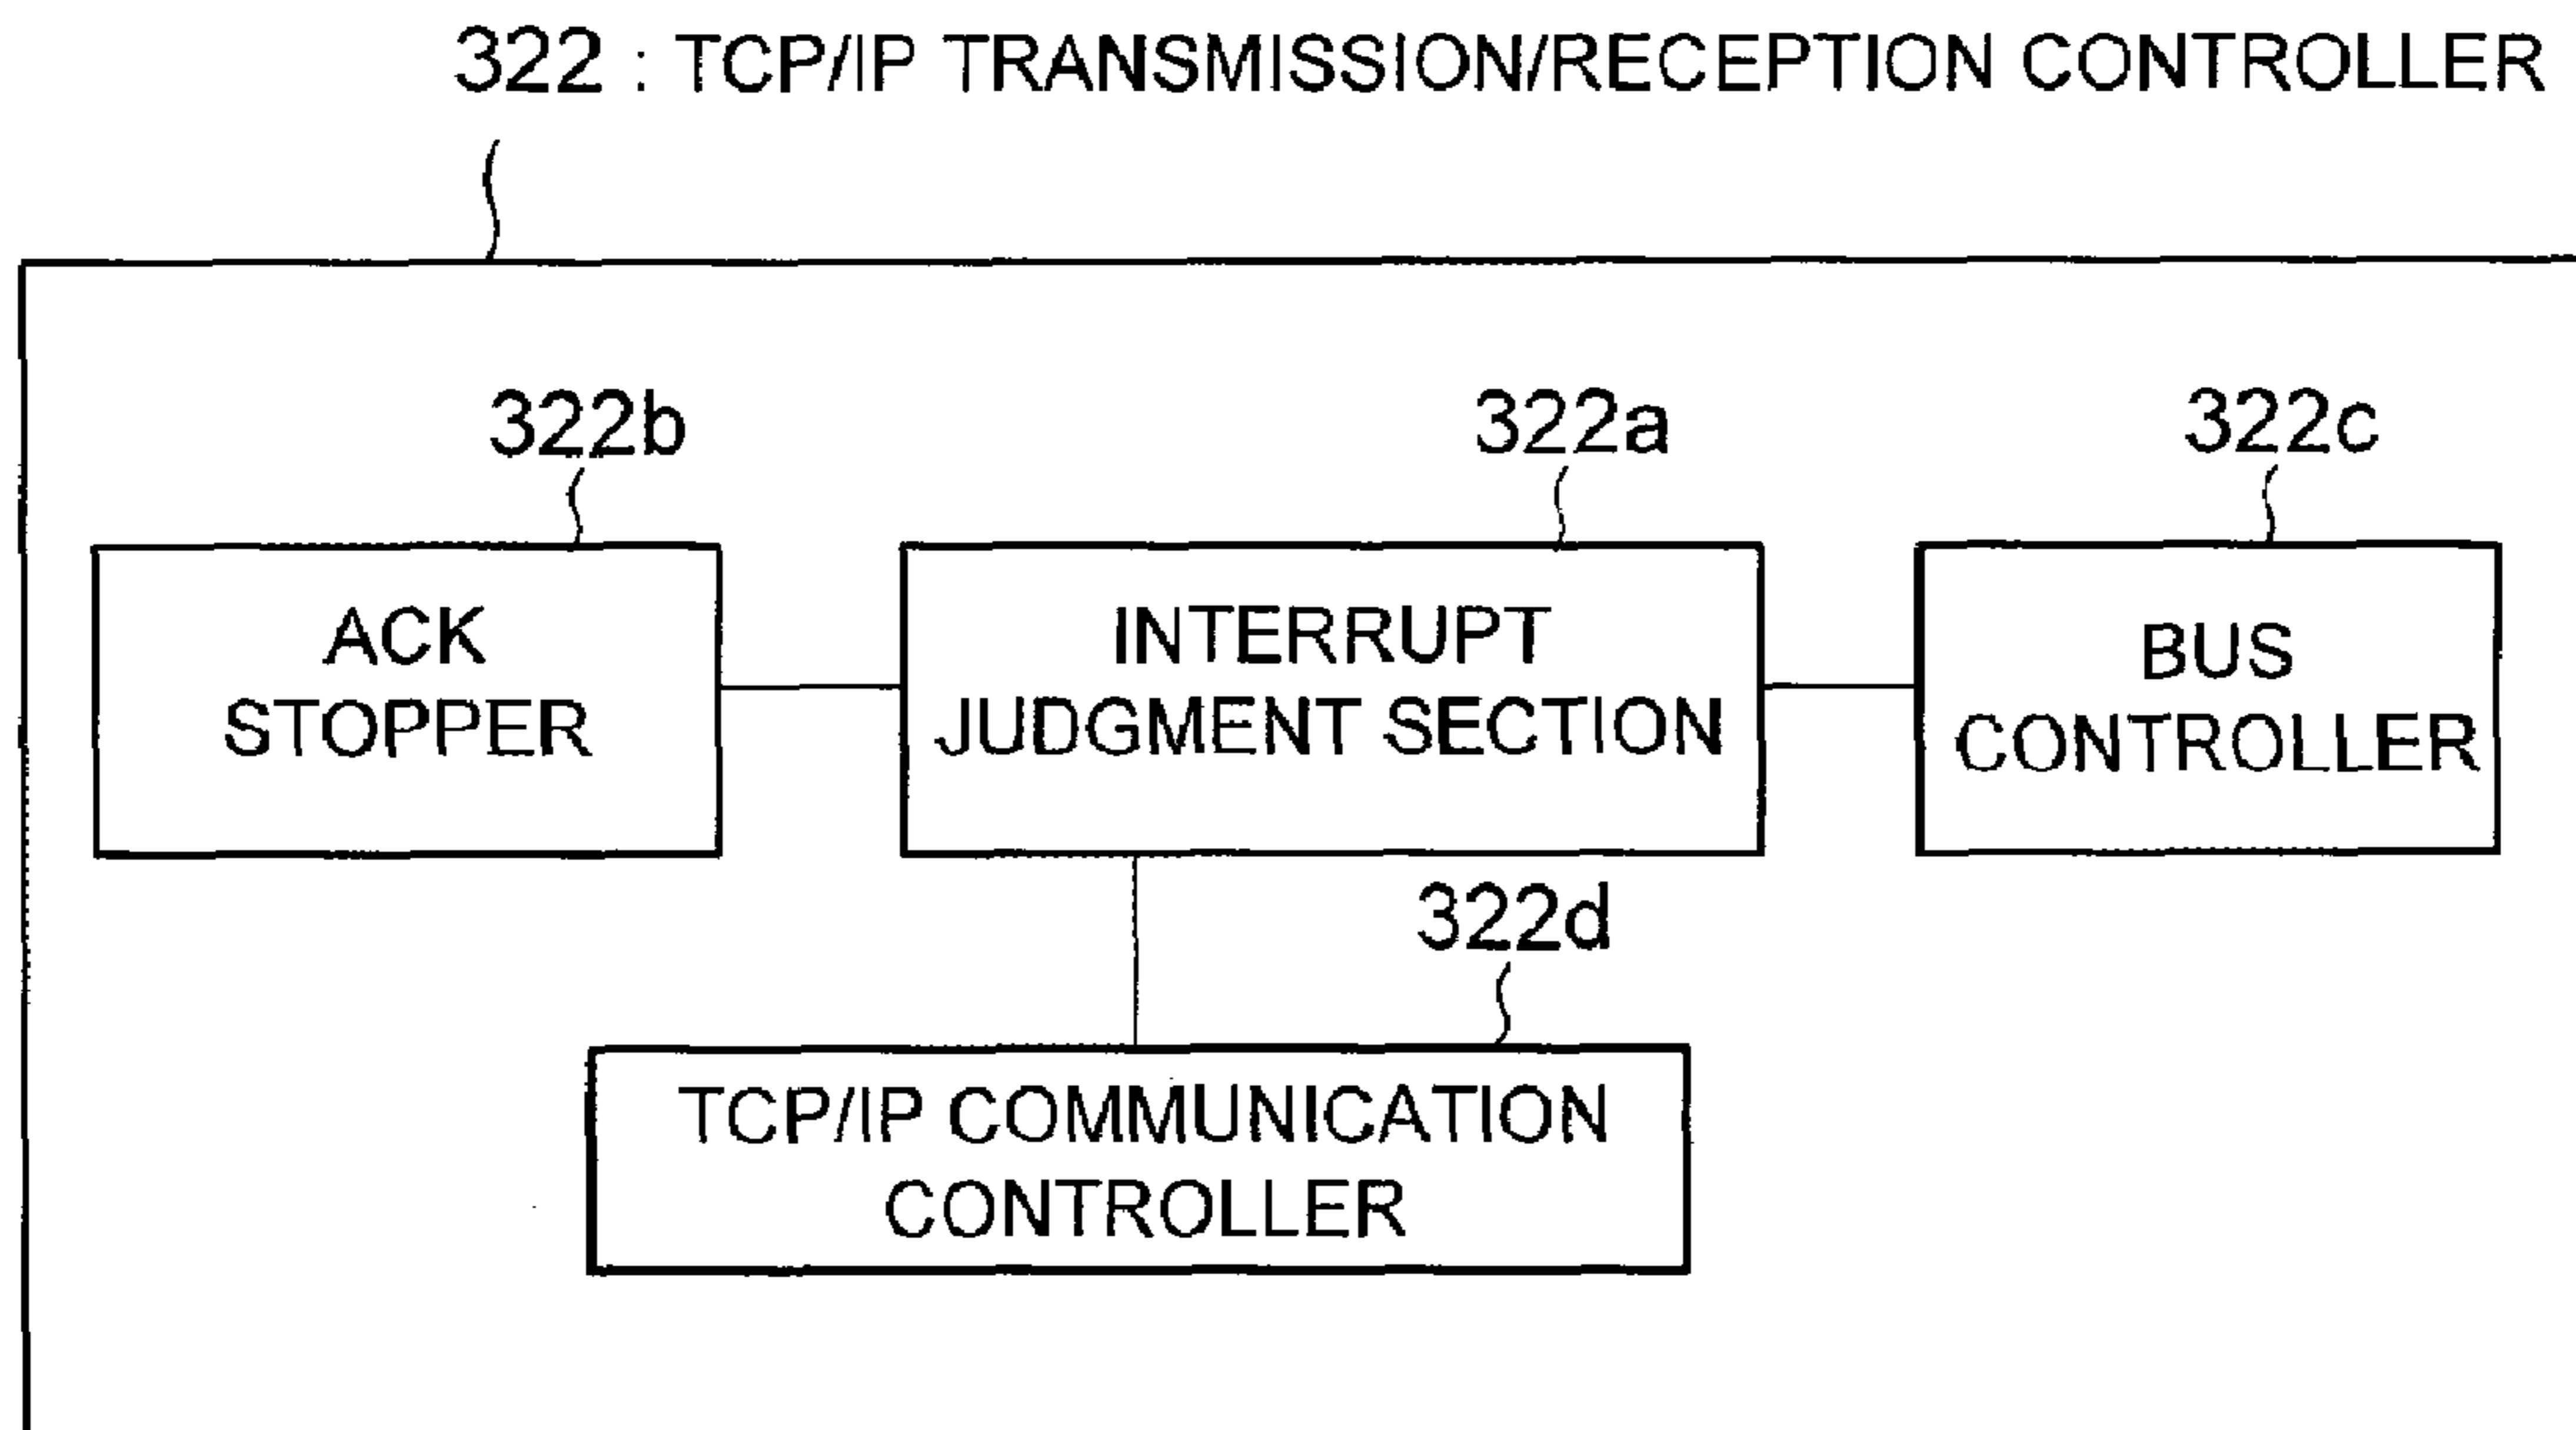 322 : TCP/IP TRANSMISSION/RECEPTION CONTROLLER
322b
322a
322c
ACK
STOPPER
INTERRUPT
JUDGMENT SECTION
BUS
CONTROLLER
322d
TCP/IP COMMUNICATION
CONTROLLER